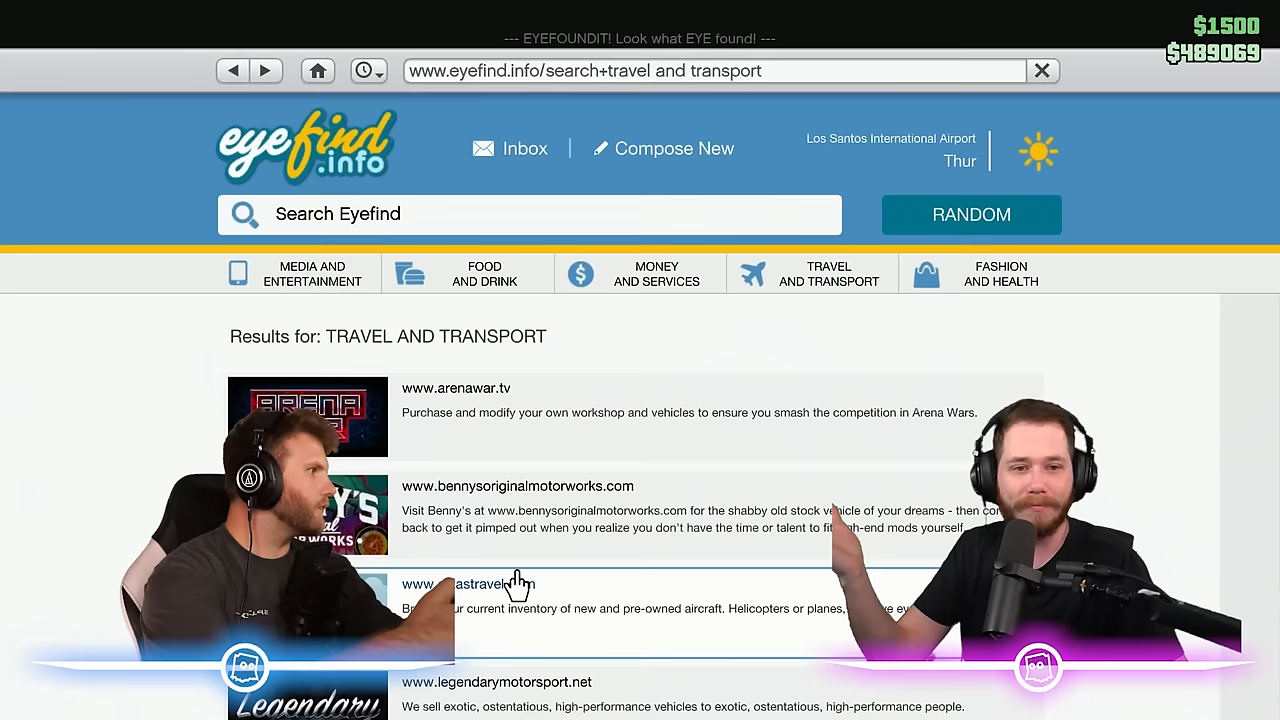 $1500
$489069
--- EYEFOUNDIT! Look what EYE found! ---
www.eyefind.info/search+travel and transport
eyefind
.info
Inbox
Compose New
Los Santos International Airport
Thur
Search Eyefind
RANDOM
MEDIA AND
ENTERTAINMENT
FOOD
AND DRINK
MONEY
AND SERVICES
TRAVEL
AND TRANSPORT
FASHION
AND HEALTH
Results for: TRAVEL AND TRANSPORT
ARENA
www.arenawar.tv
Purchase and modify your own workshop and vehicles to ensure you smash the competition in Arena Wars.
www.bennysoriginalmotorworks.com
Visit Benny's at www.bennysoriginalmotorworks.com for the shabby old stock vehicle of your dreams - then
back to get it pimped out when you realize you don't have the time or talent to fit high-end mods yourself.
www.
current inventory of new and pre-owned aircraft. Helicopters or planes,
www.legendarymotorsport.net
We sell exotic, ostentatious, high-performance vehicles to exotic, ostentatious, high-performance people.
Legendary